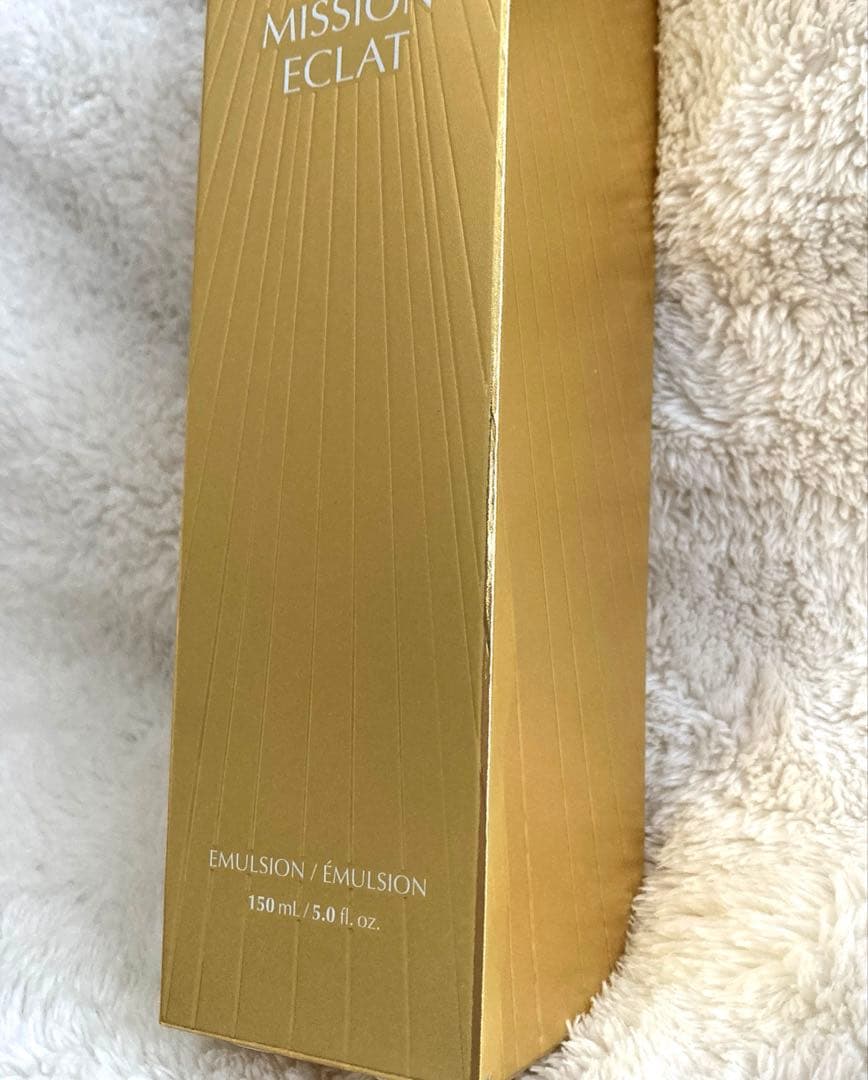 MISSION
ECLAT
EMULSION / ÉMULSION
150 mL / 5.0 fl. oz.